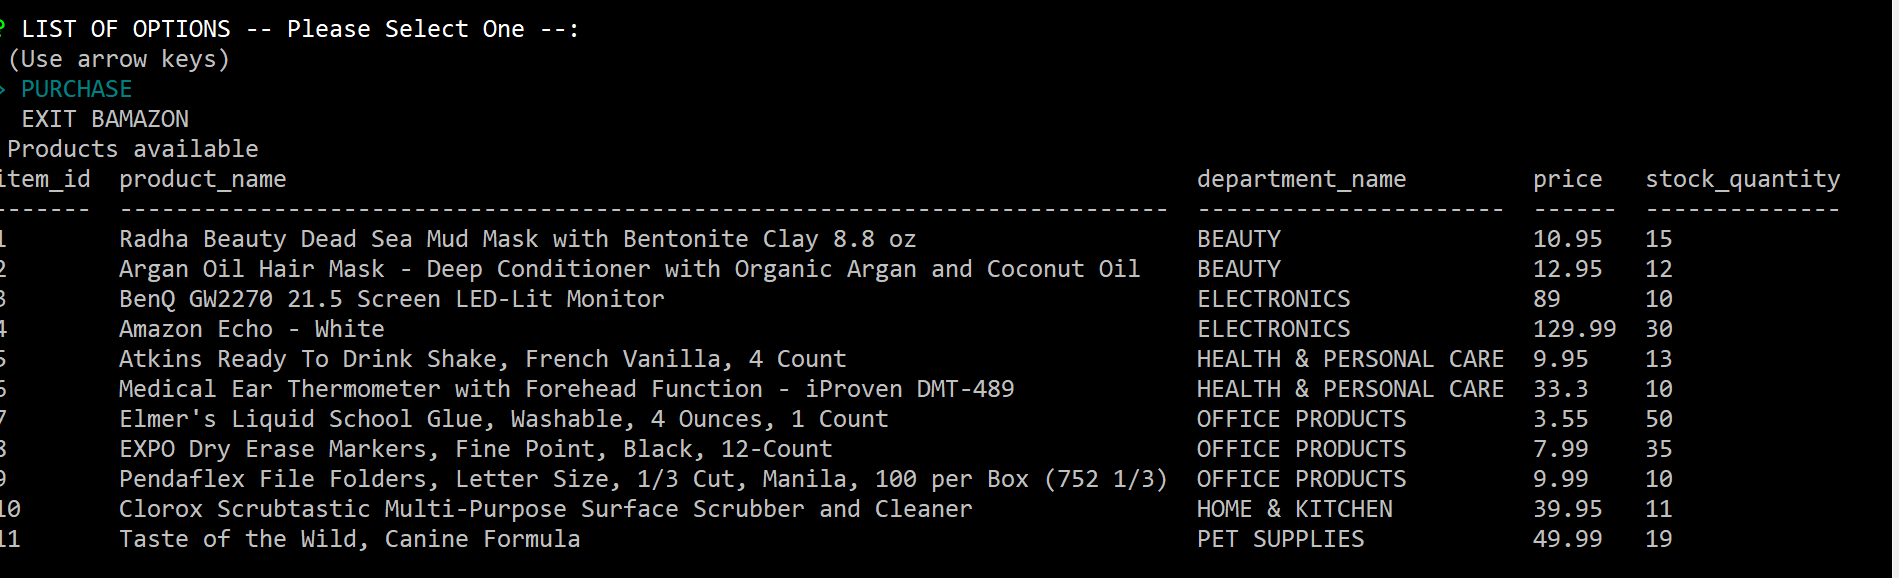 ? LIST OF OPTIONS -- Please Select One --:
(Use arrow keys)
> PURCHASE
EXIT BAMAZON
Products available
item_id  product_name  department_name  price  stock_quantity
-------  ---------------------------------------------------------------------------  ----------------------  ------  --------------
1  Radha Beauty Dead Sea Mud Mask with Bentonite Clay 8.8 oz  BEAUTY  10.95  15
2  Argan Oil Hair Mask - Deep Conditioner with Organic Argan and Coconut Oil  BEAUTY  12.95  12
3  BenQ GW2270 21.5 Screen LED-Lit Monitor  ELECTRONICS  89  10
4  Amazon Echo - White  ELECTRONICS  129.99  30
5  Atkins Ready To Drink Shake, French Vanilla, 4 Count  HEALTH & PERSONAL CARE  9.95  13
6  Medical Ear Thermometer with Forehead Function - iProven DMT-489  HEALTH & PERSONAL CARE  33.3  10
7  Elmer's Liquid School Glue, Washable, 4 Ounces, 1 Count  OFFICE PRODUCTS  3.55  50
8  EXPO Dry Erase Markers, Fine Point, Black, 12-Count  OFFICE PRODUCTS  7.99  35
9  Pendaflex File Folders, Letter Size, 1/3 Cut, Manila, 100 per Box (752 1/3)  OFFICE PRODUCTS  9.99  10
10  Clorox Scrubtastic Multi-Purpose Surface Scrubber and Cleaner  HOME & KITCHEN  39.95  11
11  Taste of the Wild, Canine Formula  PET SUPPLIES  49.99  19